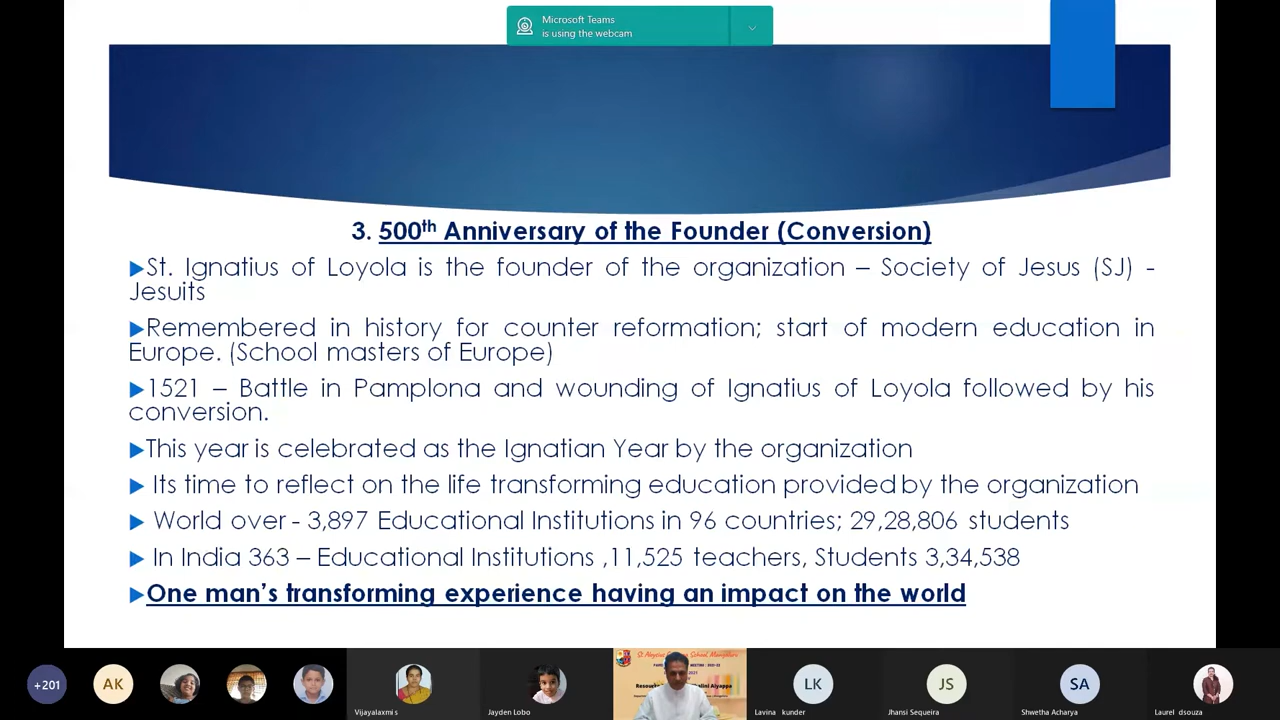 Microsoft Teams
is using the webcam
3. 500th Anniversary of the Founder (Conversion)
St. Ignatius of Loyola is the founder of the organization – Society of Jesus (SJ) -
Jesuits
Remembered in history for counter reformation; start of modern education in
Europe. (School masters of Europe)
1521 – Battle in Pamplona and wounding of Ignatius of Loyola followed by his
conversion.
This year is celebrated as the Ignatian Year by the organization
Its time to reflect on the life transforming education provided by the organization
World over - 3,897 Educational Institutions in 96 countries; 29,28,806 students
In India 363 – Educational Institutions ,11,525 teachers, Students 3,34,538
One man's transforming experience having an impact on the world
+201
AK
LK
JS
SA
Vijayalaxmi s
Jayden Lobo
Lavina kunder
Jhansi Sequeira
Shwetha Acharya
Laurel dsouza